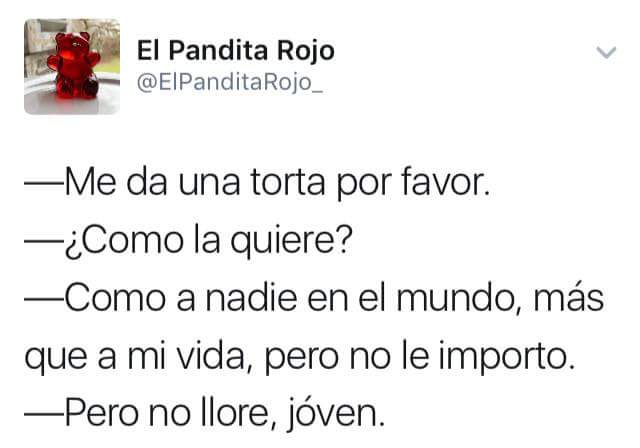 El Pandita Rojo
@ElPanditaRojo_
—Me da una torta por favor.
—¿Como la quiere?
—Como a nadie en el mundo, más
que a mi vida, pero no le importo.
—Pero no llore, jóven.